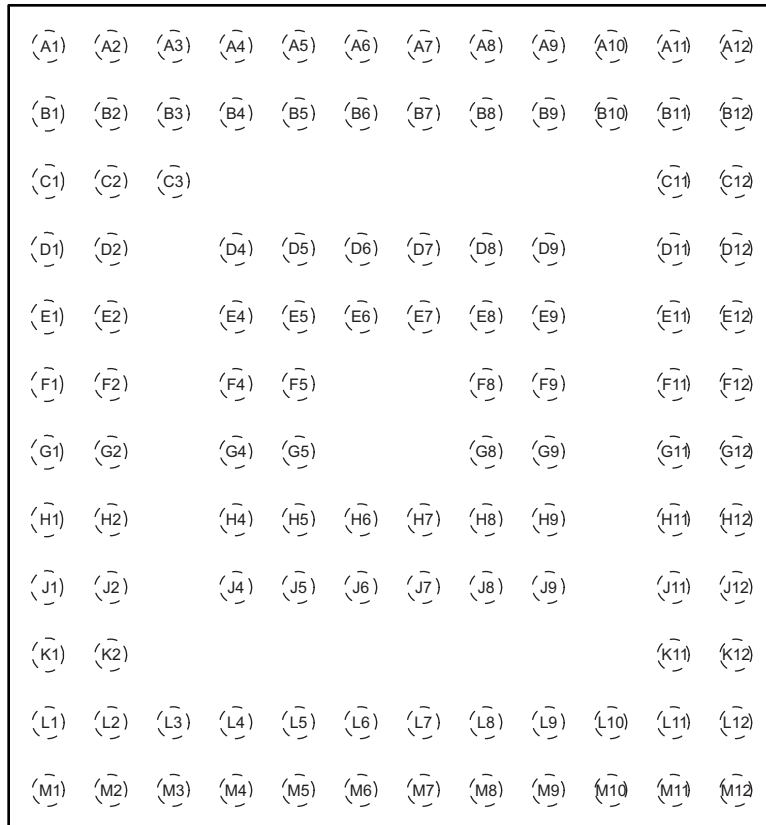 A1 A2 A3 A4 A5 A6 A7 A8 A9 A10 A11 A12
B1 B2 B3 B4 B5 B6 B7 B8 B9 B10 B11 B12
C1 C2 C3 C11 C12
D1 D2 D4 D5 D6 D7 D8 D9 D11 D12
E1 E2 E4 E5 E6 E7 E8 E9 E11 E12
F1 F2 F4 F5 F8 F9 F11 F12
G1 G2 G4 G5 G8 G9 G11 G12
H1 H2 H4 H5 H6 H7 H8 H9 H11 H12
J1 J2 J4 J5 J6 J7 J8 J9 J11 J12
K1 K2 K11 K12
L1 L2 L3 L4 L5 L6 L7 L8 L9 L10 L11 L12
M1 M2 M3 M4 M5 M6 M7 M8 M9 M10 M11 M12